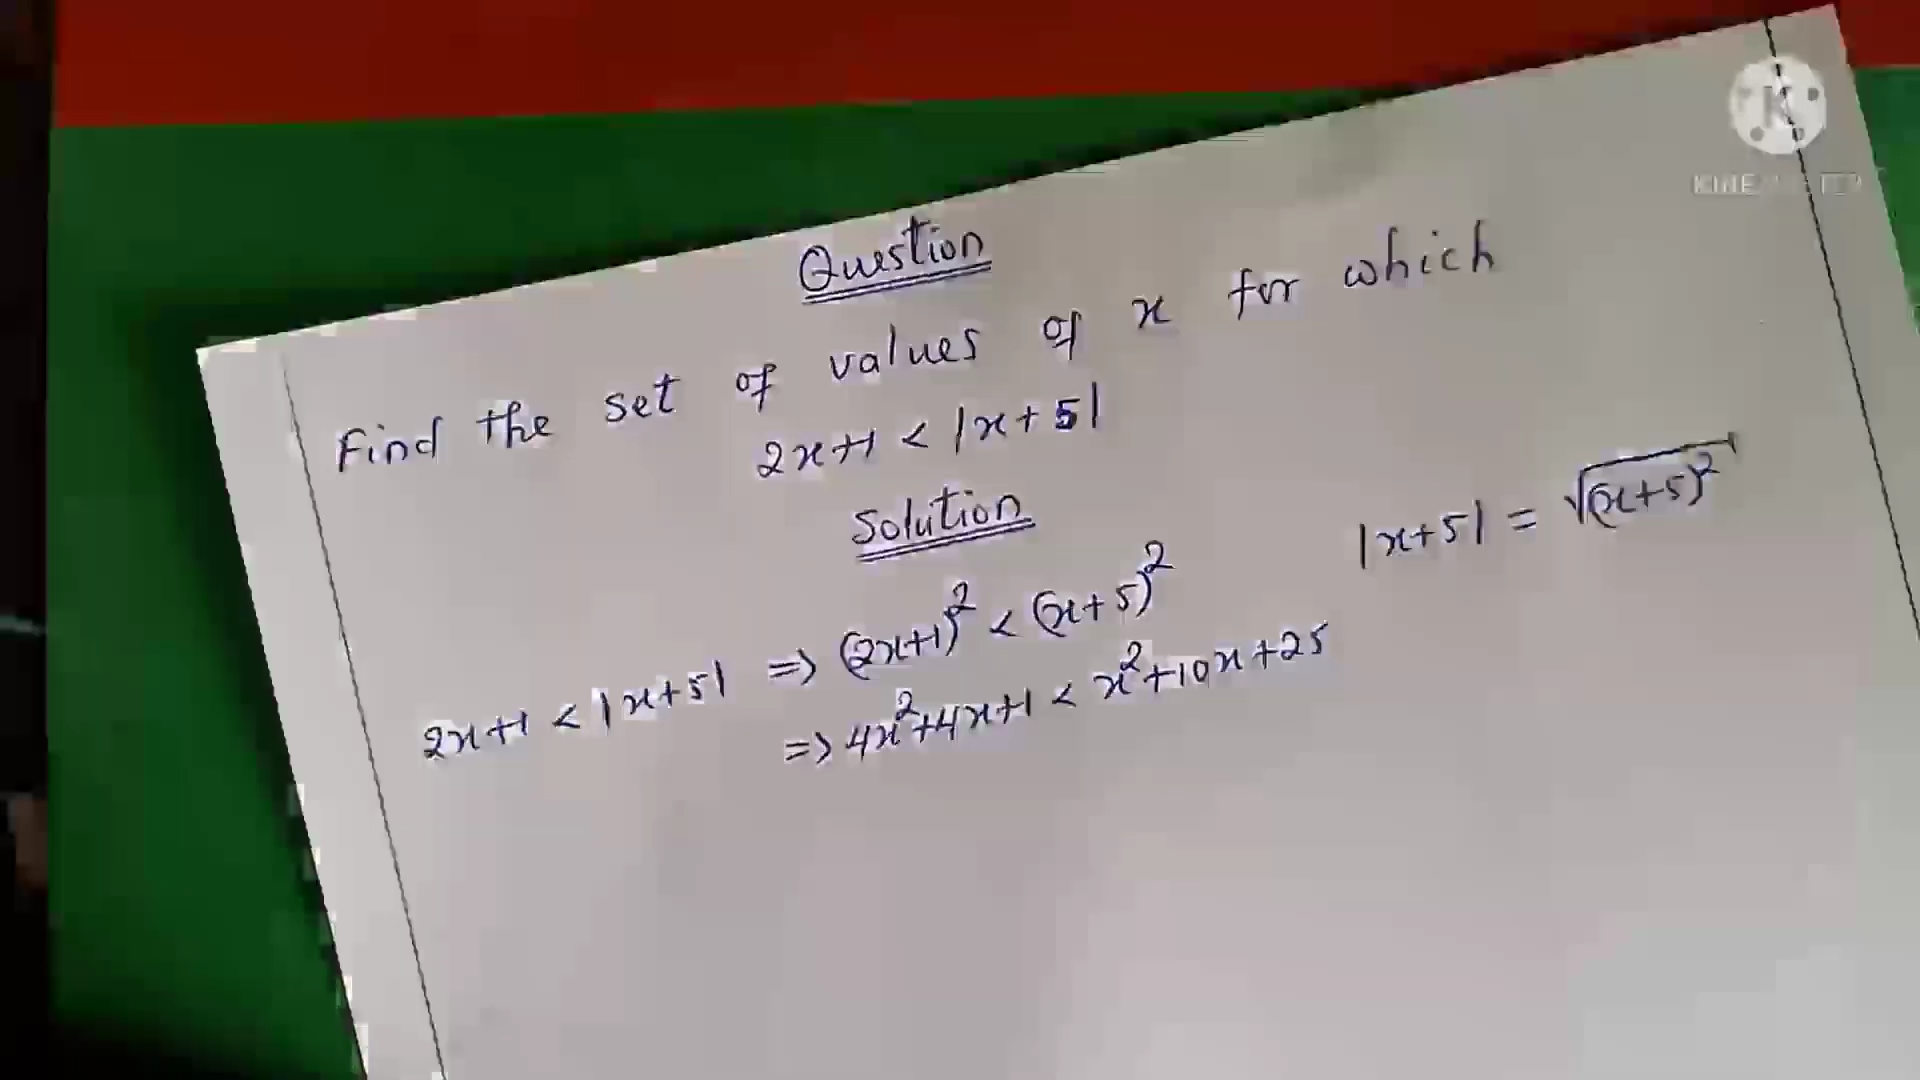 Question
Find the set of values of x for which
2x+1 < |x+5|
Solution
|x+5| = √(x+5)²
2x+1 < |x+5| => (2x+1)² < (x+5)²
=> 4x²+4x+1 < x²+10x+25
K